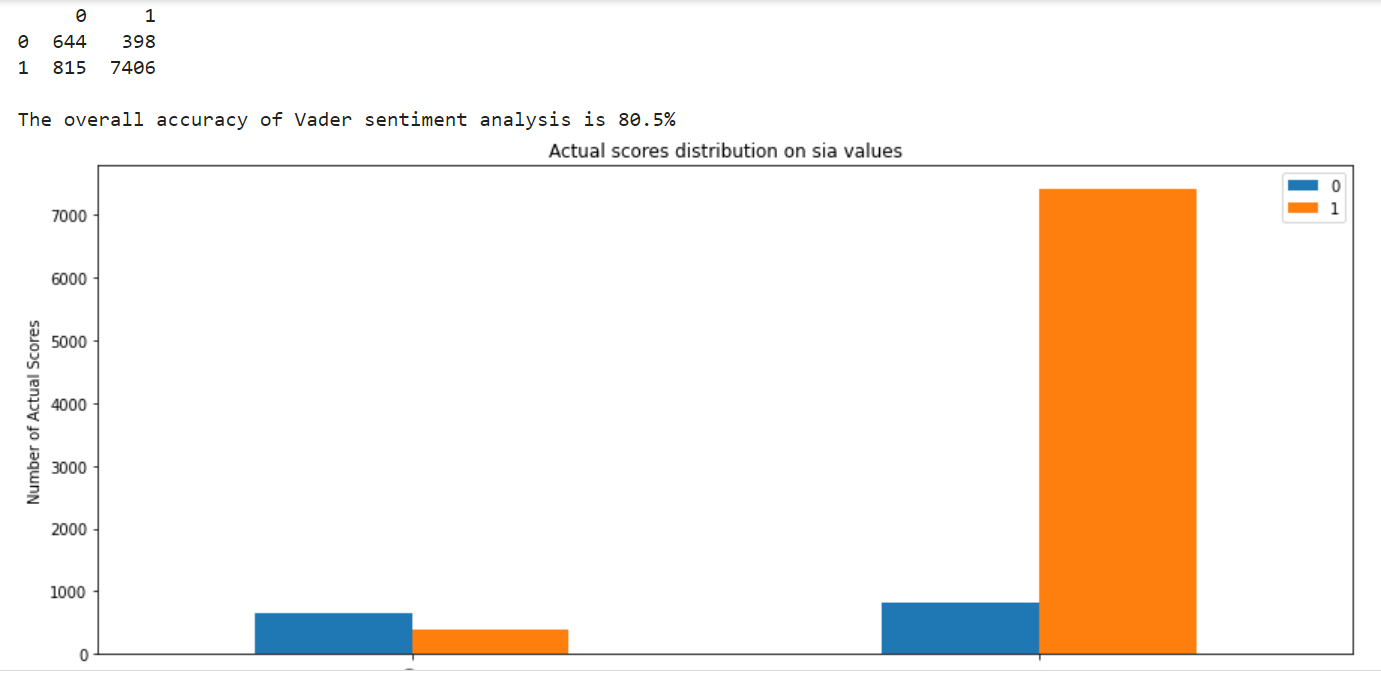 0 1
0 644 398
1 815 7406
The overall accuracy of Vader sentiment analysis is 80.5%
Actual scores distribution on sia values
0
1
Number of Actual Scores
7000
6000
5000
4000
3000
2000
1000
0